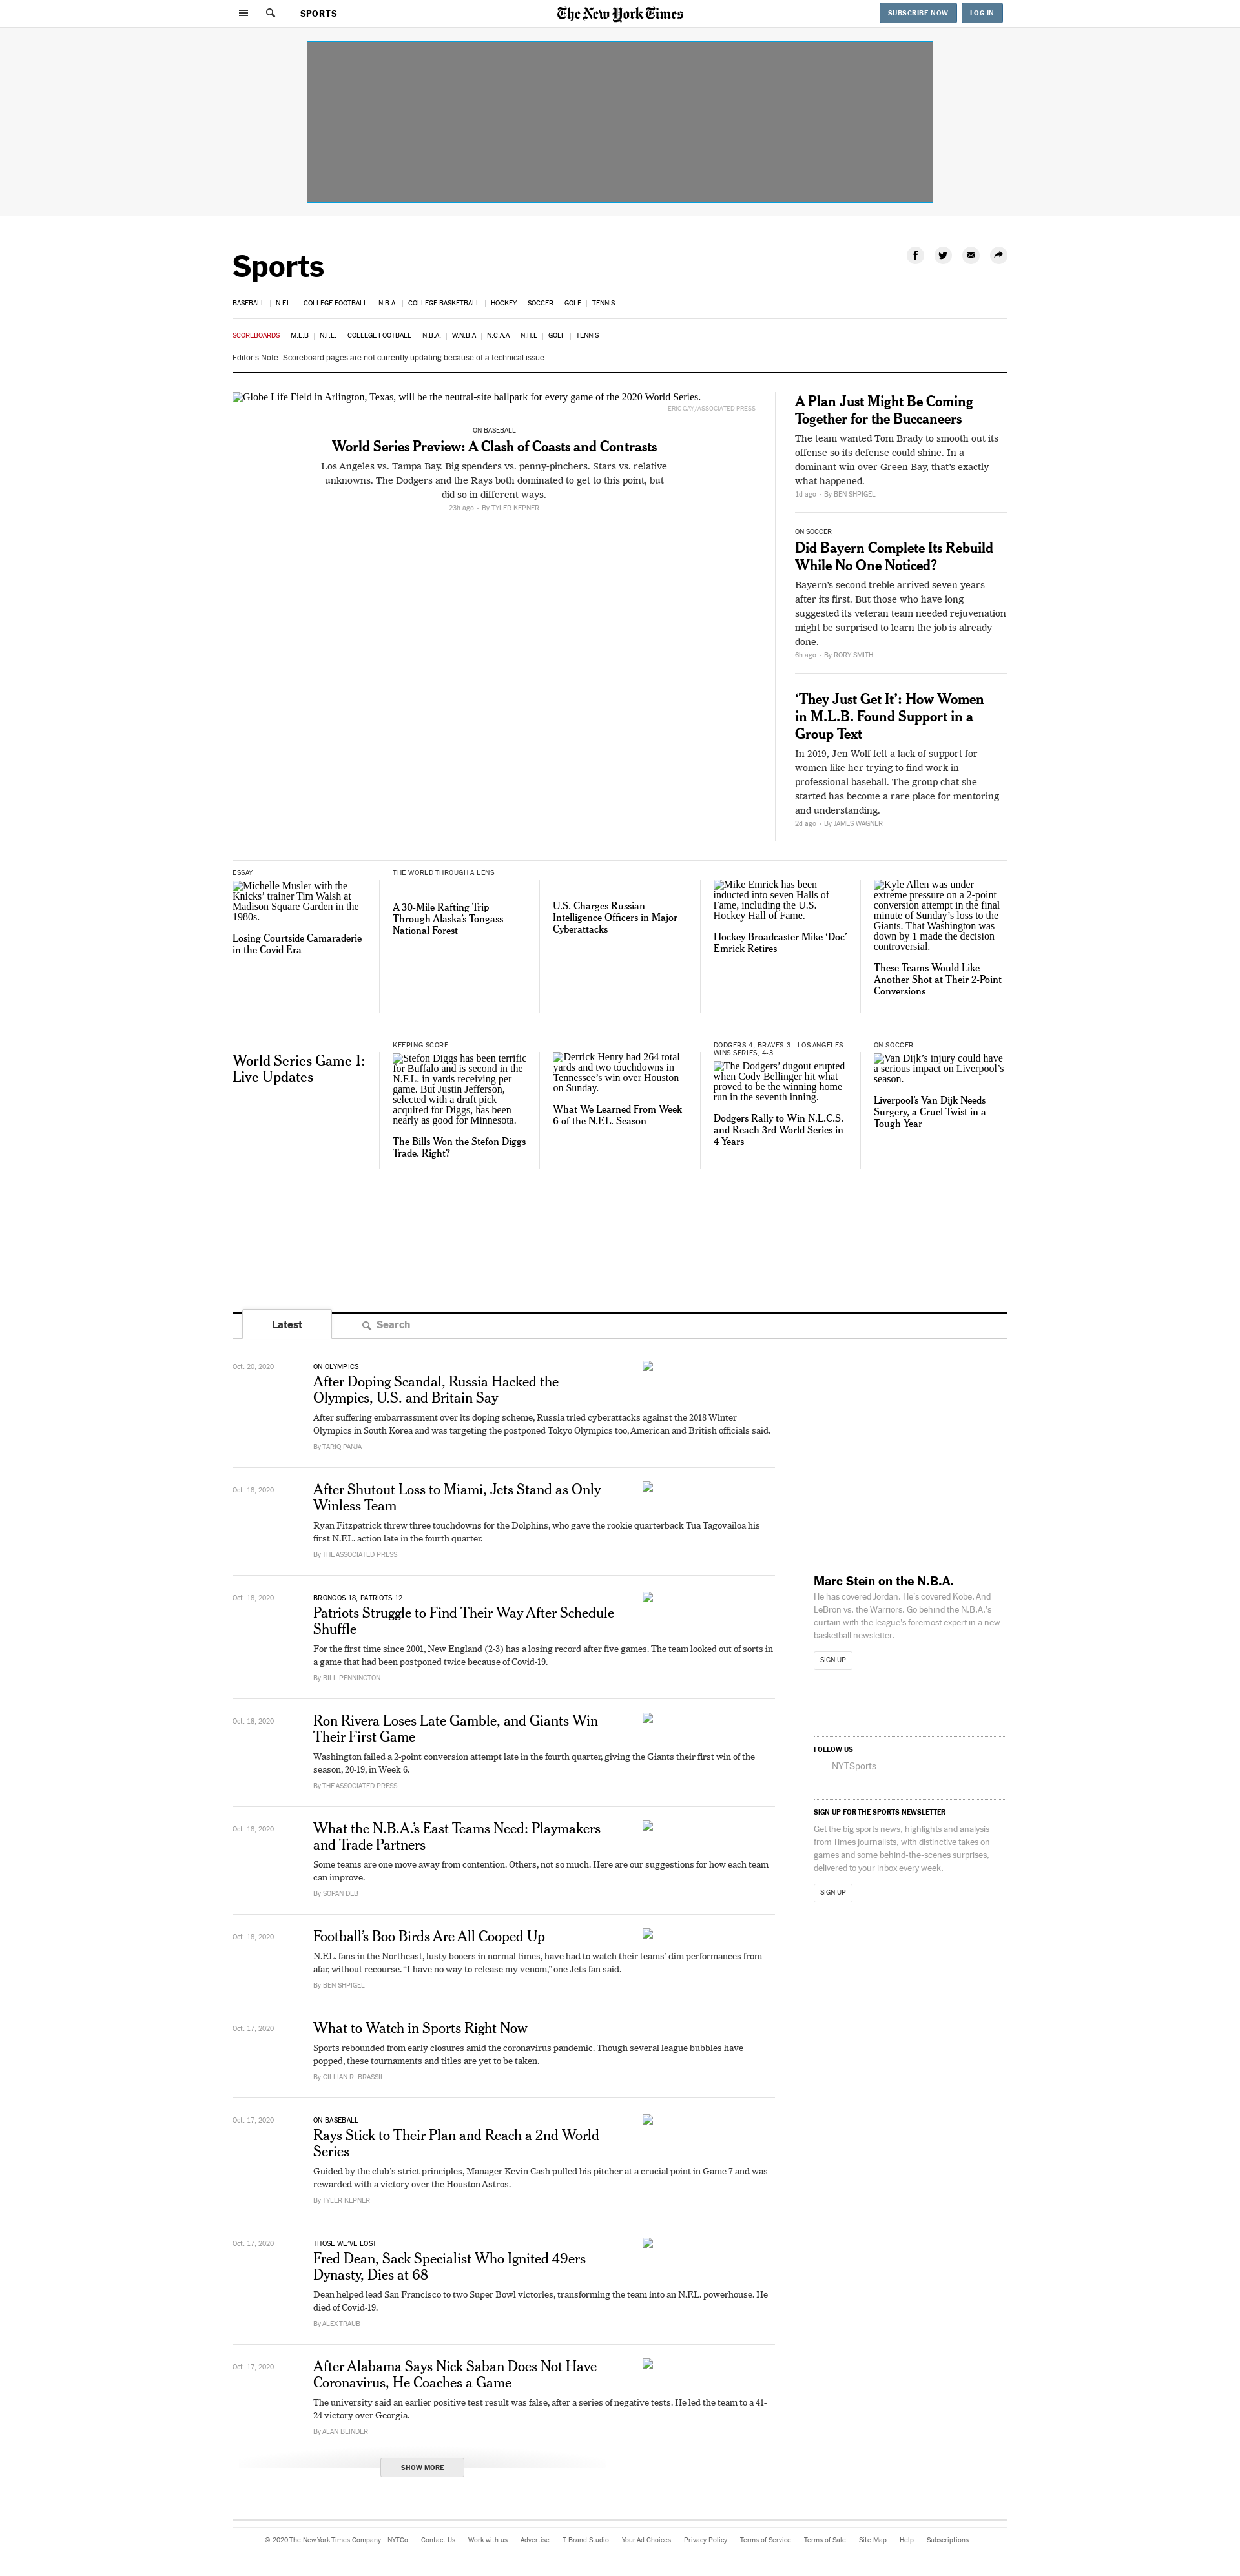 SPORTS
The New York Times
SUBSCRIBE NOW
LOG IN
Sports
BASEBALL | N.F.L. | COLLEGE FOOTBALL | N.B.A. | COLLEGE BASKETBALL | HOCKEY | SOCCER | GOLF | TENNIS
SCOREBOARDS | M.L.B | N.F.L. | COLLEGE FOOTBALL | N.B.A. | W.N.B.A | N.C.A.A | N.H.L | GOLF | TENNIS
Editor's Note: Scoreboard pages are not currently updating because of a technical issue.
Globe Life Field in Arlington, Texas, will be the neutral-site ballpark for every game of the 2020 World Series.
ERIC GAY / ASSOCIATED PRESS
ON BASEBALL
World Series Preview: A Clash of Coasts and Contrasts
Los Angeles vs. Tampa Bay. Big spenders vs. penny-pinchers. Stars vs. relative
unknowns. The Dodgers and the Rays both dominated to get to this point, but
did so in different ways.
23h ago • By TYLER KEPNER
A Plan Just Might Be Coming
Together for the Buccaneers
The team wanted Tom Brady to smooth out its
offense so its defense could shine. In a
dominant win over Green Bay, that's exactly
what happened.
1d ago • By BEN SHPIGEL
ON SOCCER
Did Bayern Complete Its Rebuild
While No One Noticed?
Bayern's second treble arrived seven years
after its first. But those who have long
suggested its veteran team needed rejuvenation
might be surprised to learn the job is already
done.
6h ago • By RORY SMITH
‘They Just Get It’: How Women
in M.L.B. Found Support in a
Group Text
In 2019, Jen Wolf felt a lack of support for
women like her trying to find work in
professional baseball. The group chat she
started has become a rare place for mentoring
and understanding.
2d ago • By JAMES WAGNER
ESSAY
Michelle Musler with the
Knicks’ trainer Tim Walsh at
Madison Square Garden in the
1980s.
Losing Courtside Camaraderie
in the Covid Era
THE WORLD THROUGH A LENS
A 30-Mile Rafting Trip
Through Alaska’s Tongass
National Forest
U.S. Charges Russian
Intelligence Officers in Major
Cyberattacks
Mike Emrick has been
inducted into seven Halls of
Fame, including the U.S.
Hockey Hall of Fame.
Hockey Broadcaster Mike ‘Doc’
Emrick Retires
Kyle Allen was under
extreme pressure on a 2-point
conversion attempt in the final
minute of Sunday’s loss to the
Giants. That Washington was
down by 1 made the decision
controversial.
These Teams Would Like
Another Shot at Their 2-Point
Conversions
World Series Game 1:
Live Updates
KEEPING SCORE
Stefon Diggs has been terrific
for Buffalo and is second in the
N.F.L. in yards receiving per
game. But Justin Jefferson,
selected with a draft pick
acquired for Diggs, has been
nearly as good for Minnesota.
The Bills Won the Stefon Diggs
Trade. Right?
Derrick Henry had 264 total
yards and two touchdowns in
Tennessee’s win over Houston
on Sunday.
What We Learned From Week
6 of the N.F.L. Season
DODGERS 4, BRAVES 3 | LOS ANGELES
WINS SERIES, 4-3
The Dodgers’ dugout erupted
when Cody Bellinger hit what
proved to be the winning home
run in the seventh inning.
Dodgers Rally to Win N.L.C.S.
and Reach 3rd World Series in
4 Years
ON SOCCER
Van Dijk’s injury could have
a serious impact on Liverpool’s
season.
Liverpool’s Van Dijk Needs
Surgery, a Cruel Twist in a
Tough Year
Latest
Search
Oct. 20, 2020
ON OLYMPICS
After Doping Scandal, Russia Hacked the
Olympics, U.S. and Britain Say
After suffering embarrassment over its doping scheme, Russia tried cyberattacks against the 2018 Winter
Olympics in South Korea and was targeting the postponed Tokyo Olympics too, American and British officials said.
By TARIQ PANJA
Oct. 18, 2020
After Shutout Loss to Miami, Jets Stand as Only
Winless Team
Ryan Fitzpatrick threw three touchdowns for the Dolphins, who gave the rookie quarterback Tua Tagovailoa his
first N.F.L. action late in the fourth quarter.
By THE ASSOCIATED PRESS
Oct. 18, 2020
BRONCOS 18, PATRIOTS 12
Patriots Struggle to Find Their Way After Schedule
Shuffle
For the first time since 2001, New England (2-3) has a losing record after five games. The team looked out of sorts in
a game that had been postponed twice because of Covid-19.
By BILL PENNINGTON
Oct. 18, 2020
Ron Rivera Loses Late Gamble, and Giants Win
Their First Game
Washington failed a 2-point conversion attempt late in the fourth quarter, giving the Giants their first win of the
season, 20-19, in Week 6.
By THE ASSOCIATED PRESS
Oct. 18, 2020
What the N.B.A.’s East Teams Need: Playmakers
and Trade Partners
Some teams are one move away from contention. Others, not so much. Here are our suggestions for how each team
can improve.
By SOPAN DEB
Oct. 18, 2020
Football’s Boo Birds Are All Cooped Up
N.F.L. fans in the Northeast, lusty booers in normal times, have had to watch their teams’ dim performances from
afar, without recourse. “I have no way to release my venom,” one Jets fan said.
By BEN SHPIGEL
Oct. 17, 2020
What to Watch in Sports Right Now
Sports rebounded from early closures amid the coronavirus pandemic. Though several league bubbles have
popped, these tournaments and titles are yet to be taken.
By GILLIAN R. BRASSIL
Oct. 17, 2020
ON BASEBALL
Rays Stick to Their Plan and Reach a 2nd World
Series
Guided by the club’s strict principles, Manager Kevin Cash pulled his pitcher at a crucial point in Game 7 and was
rewarded with a victory over the Houston Astros.
By TYLER KEPNER
Oct. 17, 2020
THOSE WE’VE LOST
Fred Dean, Sack Specialist Who Ignited 49ers
Dynasty, Dies at 68
Dean helped lead San Francisco to two Super Bowl victories, transforming the team into an N.F.L. powerhouse. He
died of Covid-19.
By ALEX TRAUB
Oct. 17, 2020
After Alabama Says Nick Saban Does Not Have
Coronavirus, He Coaches a Game
The university said an earlier positive test result was false, after a series of negative tests. He led the team to a 41-
24 victory over Georgia.
By ALAN BLINDER
SHOW MORE
Marc Stein on the N.B.A.
He has covered Jordan. He's covered Kobe. And
LeBron vs. the Warriors. Go behind the N.B.A.'s
curtain with the league's foremost expert in a new
basketball newsletter.
SIGN UP
FOLLOW US
NYTSports
SIGN UP FOR THE SPORTS NEWSLETTER
Get the big sports news, highlights and analysis
from Times journalists, with distinctive takes on
games and some behind-the-scenes surprises,
delivered to your inbox every week.
SIGN UP
© 2020 The New York Times Company NYTCo Contact Us Work with us Advertise T Brand Studio Your Ad Choices Privacy Policy Terms of Service Terms of Sale Site Map Help Subscriptions